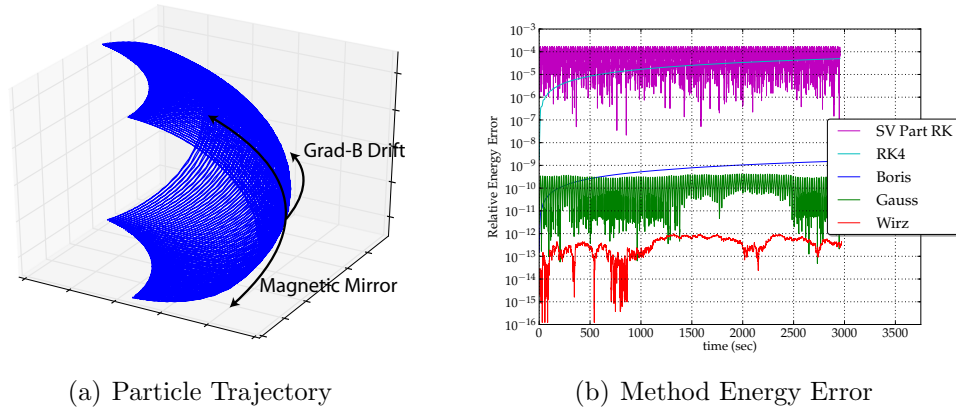 Grad-B Drift
Magnetic Mirror
(a) Particle Trajectory
Relative Energy Error
10⁻³
10⁻⁴
10⁻⁵
10⁻⁶
10⁻⁷
10⁻⁸
10⁻⁹
10⁻¹⁰
10⁻¹¹
10⁻¹²
10⁻¹³
10⁻¹⁴
10⁻¹⁵
10⁻¹⁶
0 500 1000 1500 2000 2500 3000 3500
time (sec)
SV Part RK
RK4
Boris
Gauss
Wirz
(b) Method Energy Error